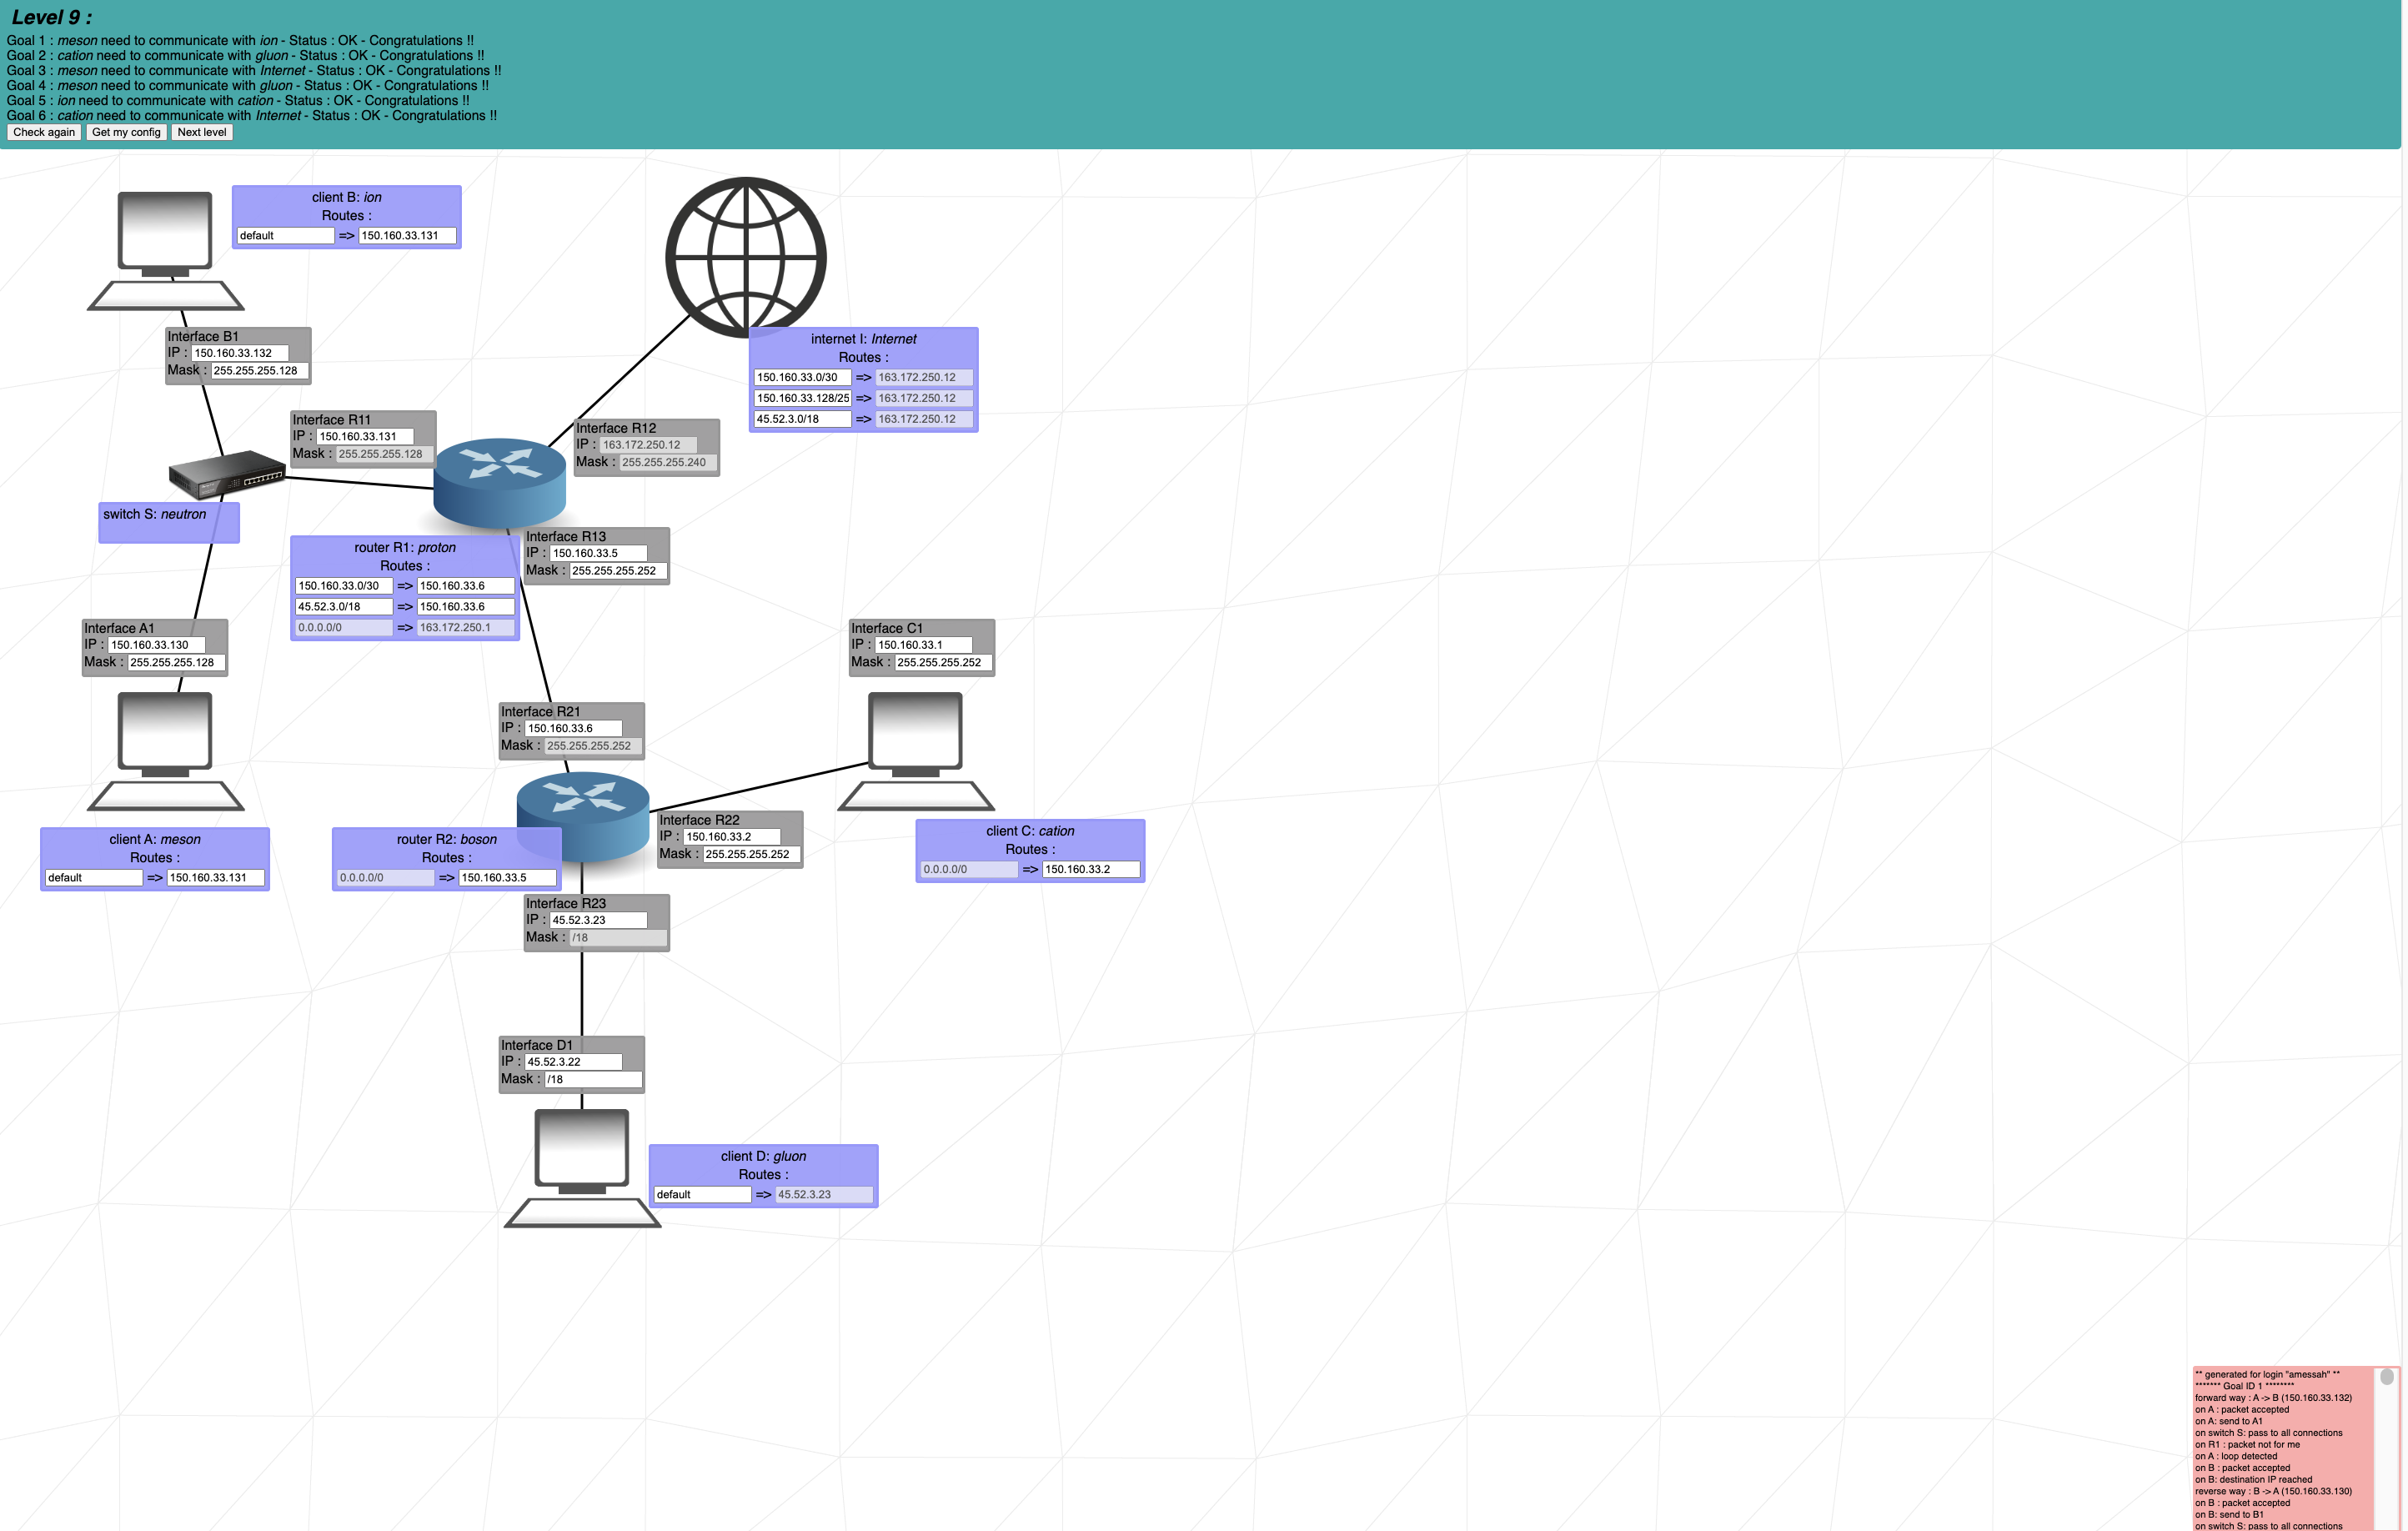 Level 9 :
Goal 1 : meson need to communicate with ion - Status : OK - Congratulations !!
Goal 2 : cation need to communicate with gluon - Status : OK - Congratulations !!
Goal 3 : meson need to communicate with Internet - Status : OK - Congratulations !!
Goal 4 : meson need to communicate with gluon - Status : OK - Congratulations !!
Goal 5 : ion need to communicate with cation - Status : OK - Congratulations !!
Goal 6 : cation need to communicate with Internet - Status : OK - Congratulations !!
Check again Get my config Next level
client B: ion
Routes :
default => 150.160.33.131
Interface B1
IP : 150.160.33.132
Mask : 255.255.255.128
internet I: Internet
Routes :
150.160.33.0/30 => 163.172.250.12
150.160.33.128/25 => 163.172.250.12
45.52.3.0/18 => 163.172.250.12
Interface R11
IP : 150.160.33.131
Mask : 255.255.255.128
Interface R12
IP : 163.172.250.12
Mask : 255.255.255.240
switch S: neutron
Interface R13
IP : 150.160.33.5
Mask : 255.255.255.252
router R1: proton
Routes :
150.160.33.0/30 => 150.160.33.6
45.52.3.0/18 => 150.160.33.6
0.0.0.0/0 => 163.172.250.1
Interface A1
IP : 150.160.33.130
Mask : 255.255.255.128
Interface C1
IP : 150.160.33.1
Mask : 255.255.255.252
Interface R21
IP : 150.160.33.6
Mask : 255.255.255.252
Interface R22
IP : 150.160.33.2
Mask : 255.255.255.252
client A: meson
Routes :
default => 150.160.33.131
router R2: boson
Routes :
0.0.0.0/0 => 150.160.33.5
client C: cation
Routes :
0.0.0.0/0 => 150.160.33.2
Interface R23
IP : 45.52.3.23
Mask : /18
Interface D1
IP : 45.52.3.22
Mask : /18
client D: gluon
Routes :
default => 45.52.3.23
** generated for login "amessah" **
******* Goal ID 1 ********
forward way : A -> B (150.160.33.132)
on A : packet accepted
on A: send to A1
on switch S: pass to all connections
on R1 : packet not for me
on A : loop detected
on B : packet accepted
on B: destination IP reached
reverse way : B -> A (150.160.33.130)
on B : packet accepted
on B: send to B1
on switch S: pass to all connections